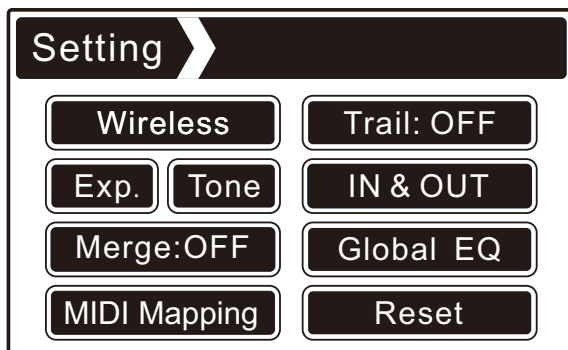 Setting
Wireless
Trail: OFF
Exp.
Tone
IN & OUT
Merge:OFF
Global EQ
MIDI Mapping
Reset